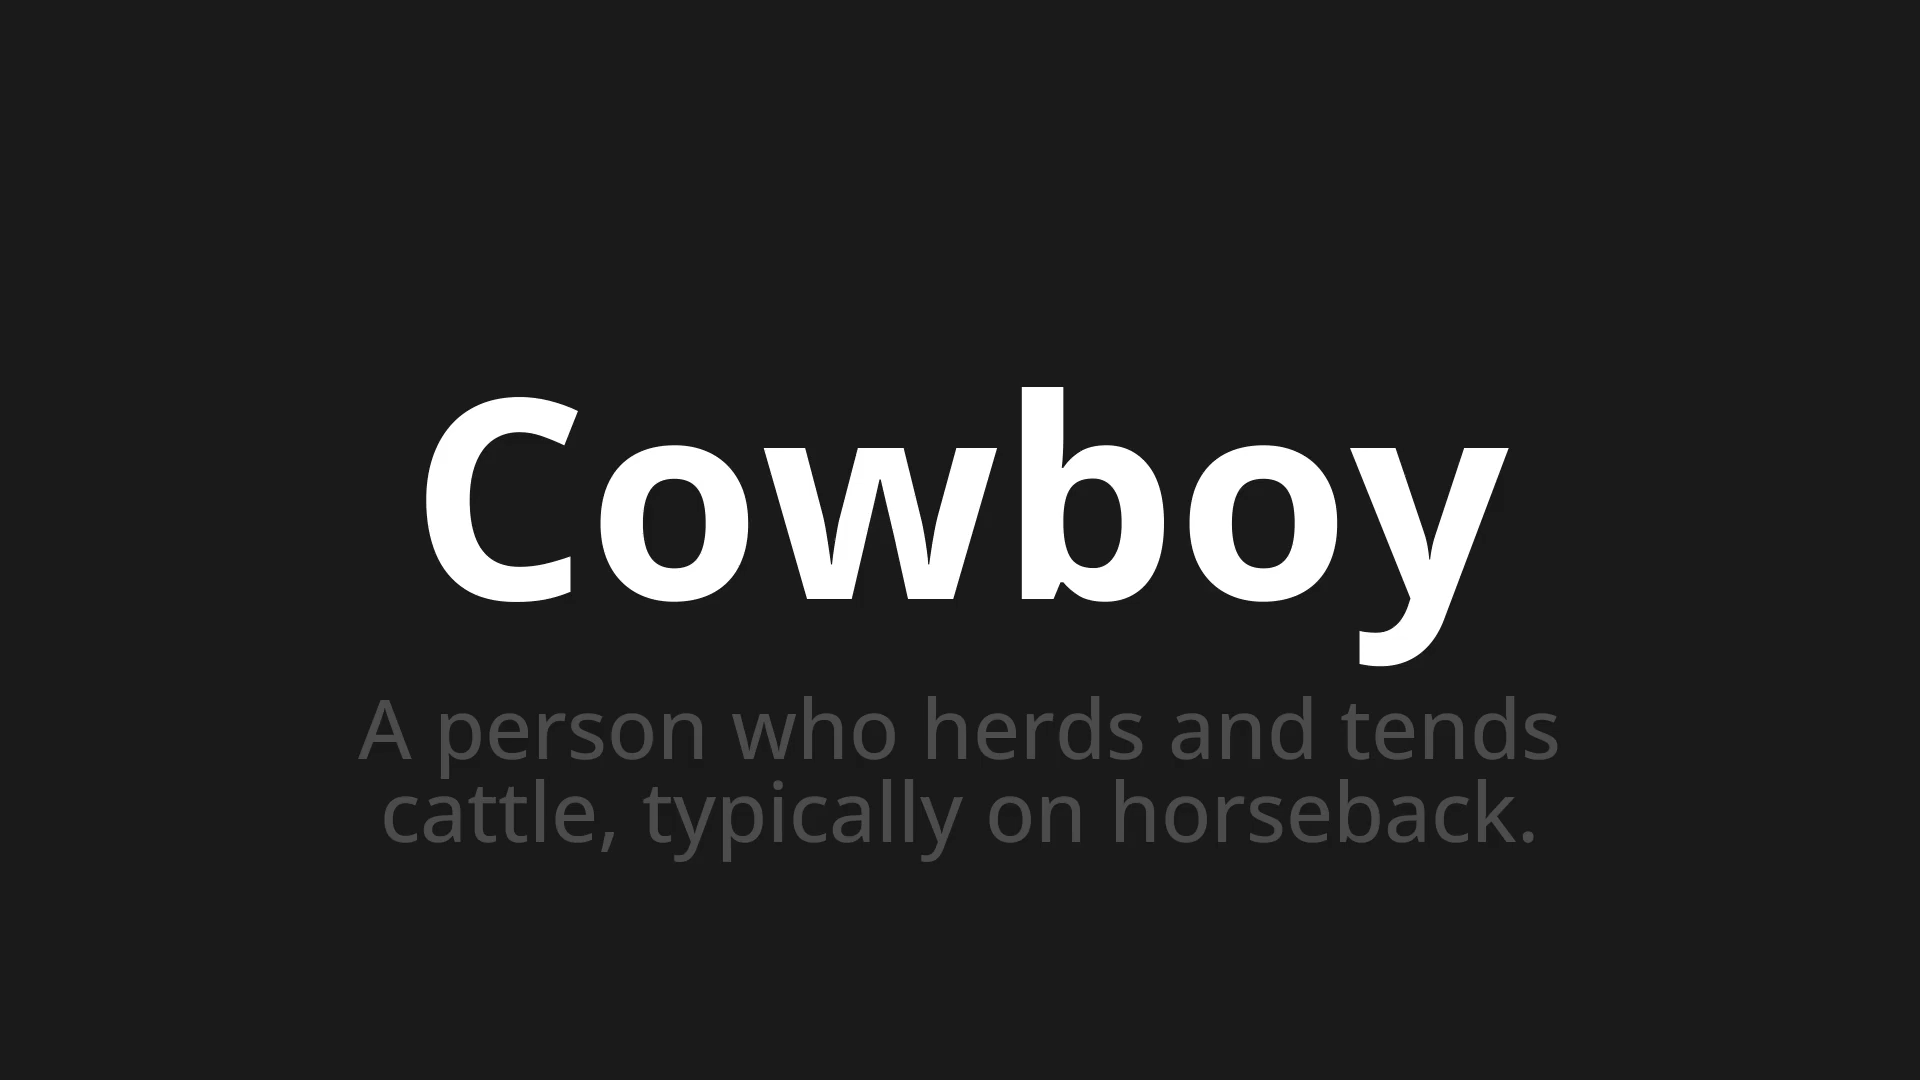 Cowboy
A person who herds and tends
cattle, typically on horseback.